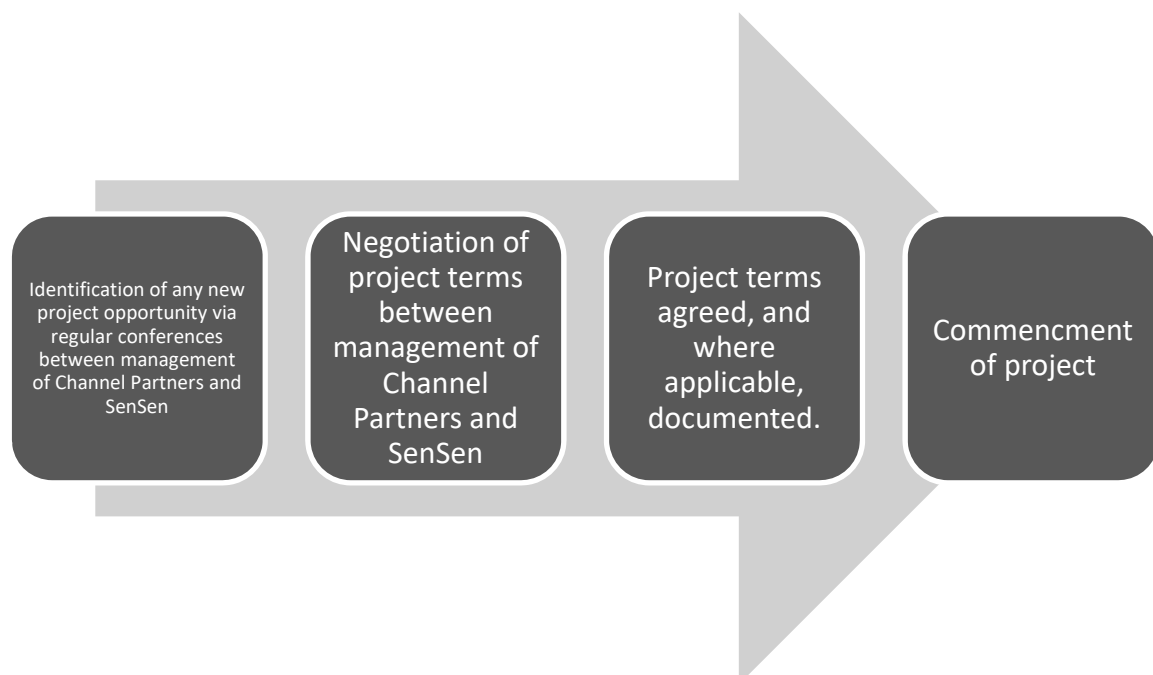 Identification of any new
project opportunity via
regular conferences
between management
of Channel Partners and
SenSen
Negotiation of
project terms
between
management of
Channel
Partners and
SenSen
Project terms
agreed, and
where
applicable,
documented.
Commencment
of project